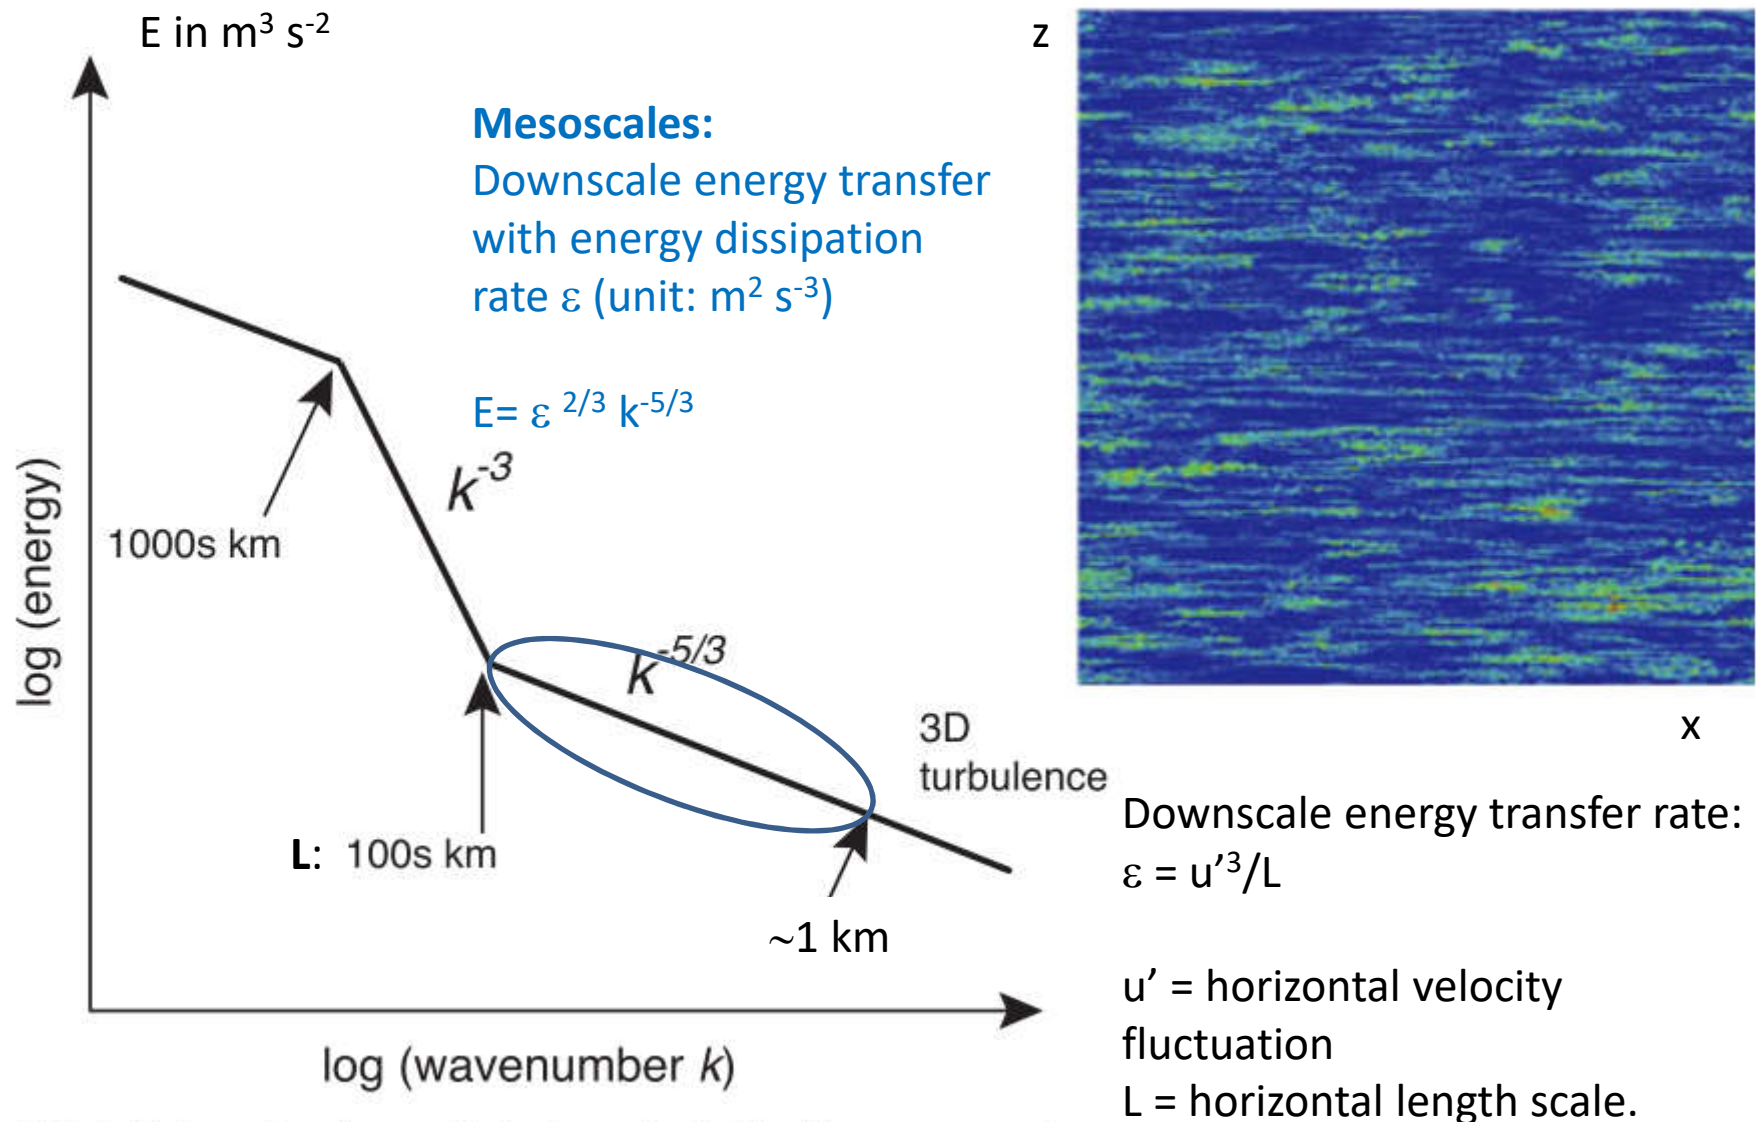 E in m³ s⁻²
z
Mesoscales:
Downscale energy transfer
with energy dissipation
rate ε (unit: m² s⁻³)
E= ε ²/³ k⁻⁵/³
k⁻³
1000s km
log (energy)
k⁻⁵/³
3D
turbulence
L: 100s km
~1 km
log (wavenumber k)
x
Downscale energy transfer rate:
ε = u’³/L
u’ = horizontal velocity
fluctuation
L = horizontal length scale.